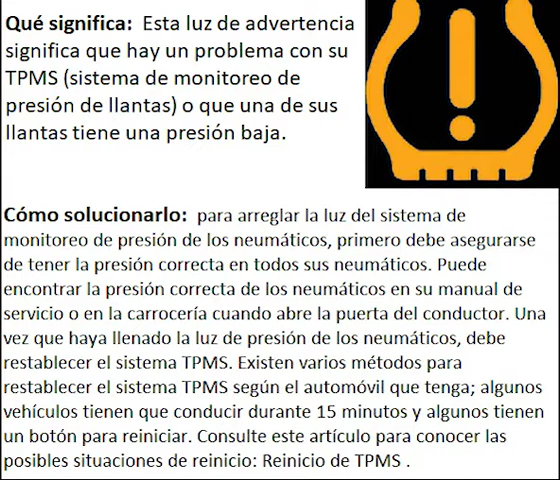 Qué significa: Esta luz de advertencia
significa que hay un problema con su
TPMS (sistema de monitoreo de
presión de llantas) o que una de sus
llantas tiene una presión baja.
Cómo solucionarlo: para arreglar la luz del sistema de
monitoreo de presión de los neumáticos, primero debe asegurarse
de tener la presión correcta en todos sus neumáticos. Puede
encontrar la presión correcta de los neumáticos en su manual de
servicio o en la carrocería cuando abre la puerta del conductor. Una
vez que haya llenado la luz de presión de los neumáticos, debe
restablecer el sistema TPMS. Existen varios métodos para
restablecer el sistema TPMS según el automóvil que tenga; algunos
vehículos tienen que conducir durante 15 minutos y algunos tienen
un botón para reiniciar. Consulte este artículo para conocer las
posibles situaciones de reinicio: Reinicio de TPMS .